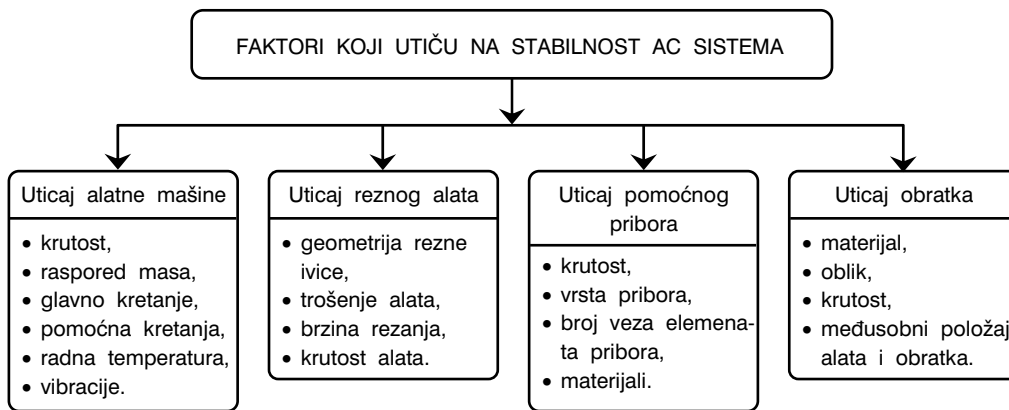 FAKTORI KOJI UTIČU NA STABILNOST AC SISTEMA
Uticaj alatne mašine
• krutost,
• raspored masa,
• glavno kretanje,
• pomoćna kretanja,
• radna temperatura,
• vibracije.
Uticaj reznog alata
• geometrija rezne
ivice,
• trošenje alata,
• brzina rezanja,
• krutost alata.
Uticaj pomoćnog
pribora
• krutost,
• vrsta pribora,
• broj veza elemena-
ta pribora,
• materijali.
Uticaj obratka
• materijal,
• oblik,
• krutost,
• međusobni položaj
alata i obratka.